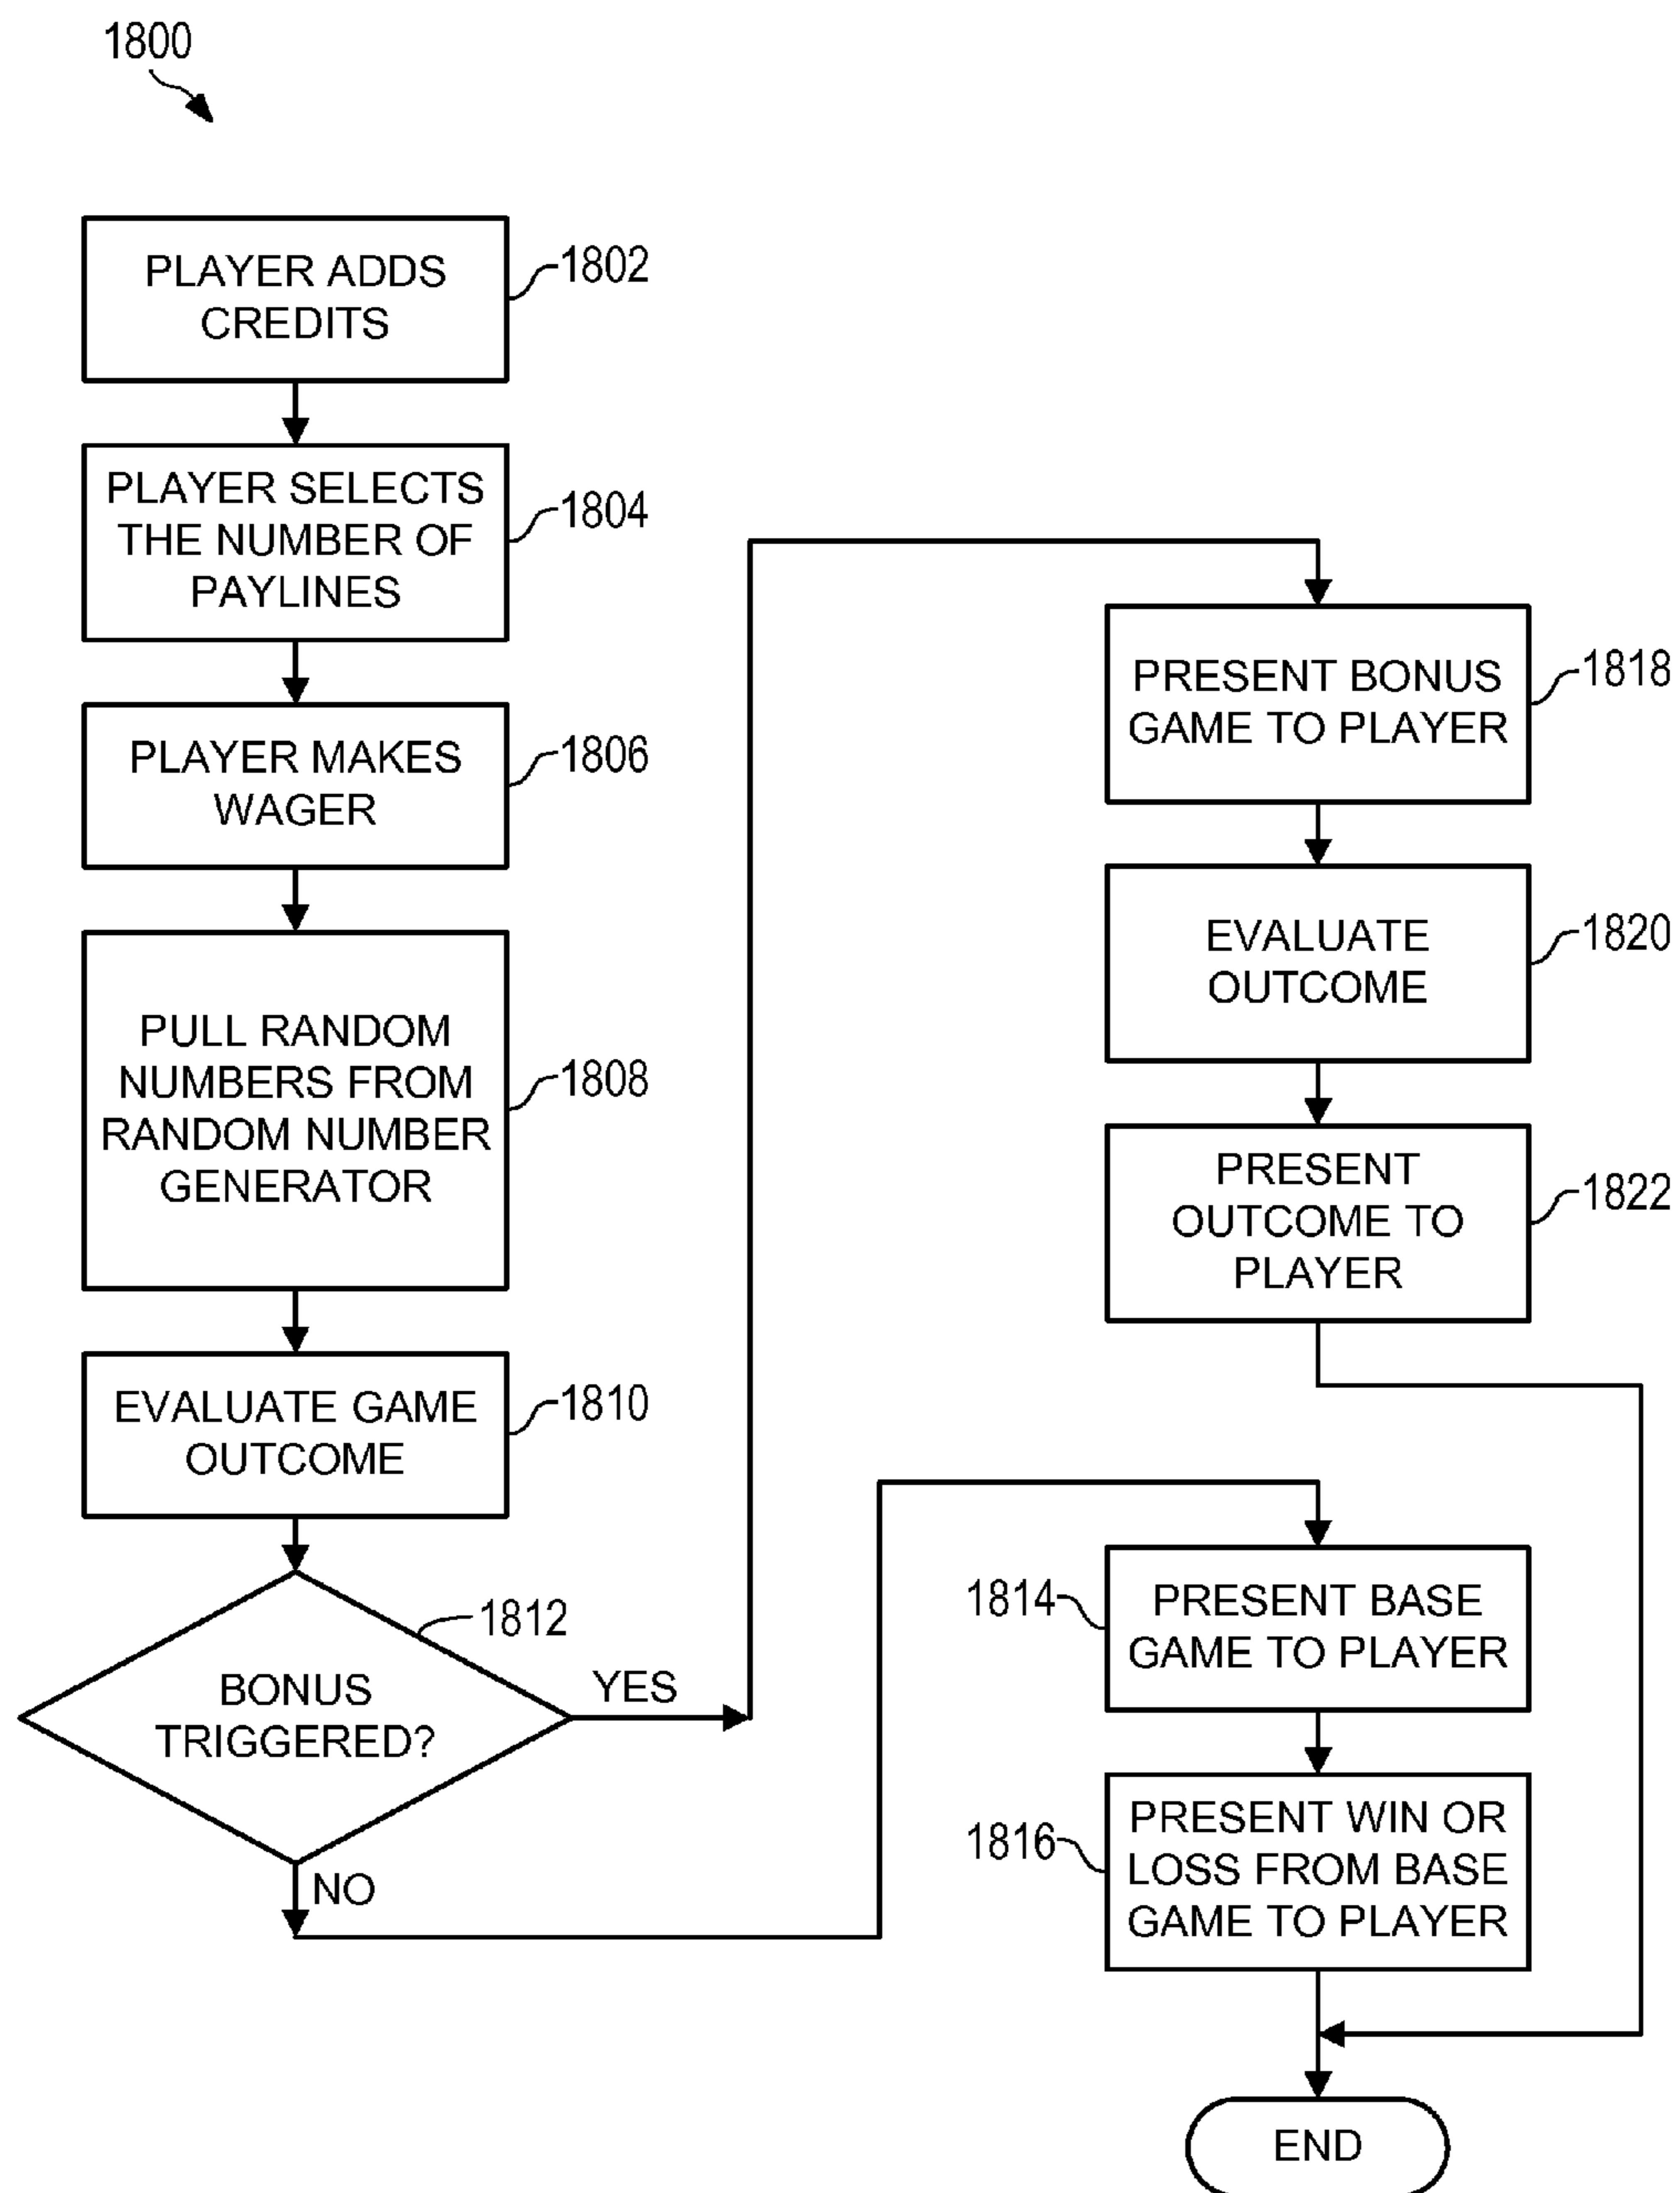 1800
PLAYER ADDS
CREDITS
1802
PLAYER SELECTS
THE NUMBER OF
PAYLINES
1804
PLAYER MAKES
WAGER
1806
PULL RANDOM
NUMBERS FROM
RANDOM NUMBER
GENERATOR
1808
EVALUATE GAME
OUTCOME
1810
BONUS
TRIGGERED?
1812
YES
NO
PRESENT BONUS
GAME TO PLAYER
1818
EVALUATE
OUTCOME
1820
PRESENT
OUTCOME TO
PLAYER
1822
1814
PRESENT BASE
GAME TO PLAYER
1816
PRESENT WIN OR
LOSS FROM BASE
GAME TO PLAYER
END